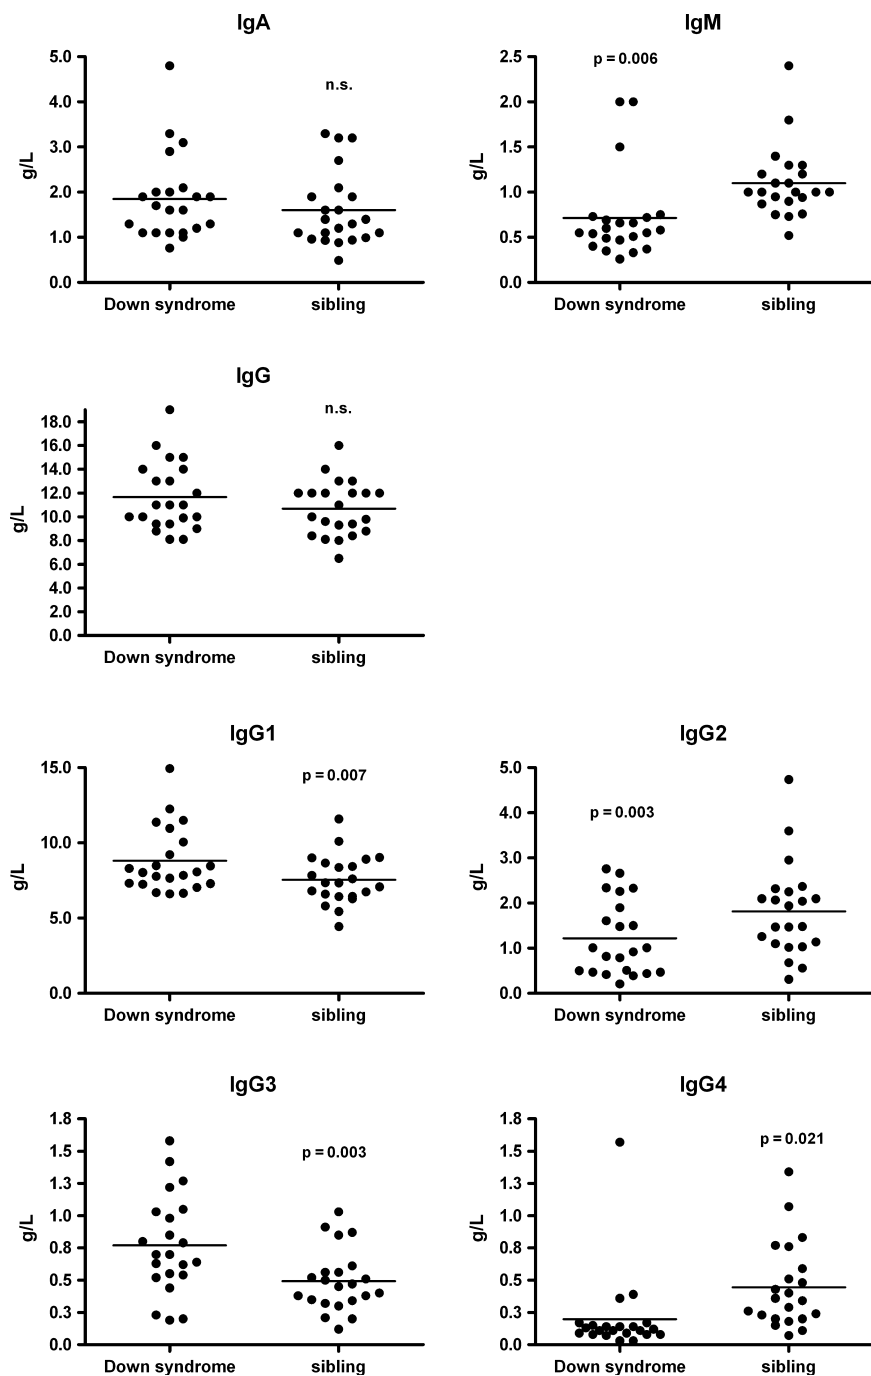 IgA
IgM
5.0
4.0
3.0
2.0
1.0
0.0
g/L
n.s.
Down syndrome
sibling
2.5
2.0
1.5
1.0
0.5
0.0
g/L
p = 0.006
Down syndrome
sibling
IgG
18.0
16.0
14.0
12.0
10.0
8.0
6.0
4.0
2.0
0.0
g/L
n.s.
Down syndrome
sibling
IgG1
15.0
10.0
5.0
0.0
g/L
p = 0.007
Down syndrome
sibling
IgG2
5.0
4.0
3.0
2.0
1.0
0.0
g/L
p = 0.003
Down syndrome
sibling
IgG3
1.8
1.5
1.3
1.0
0.8
0.5
0.3
0.0
g/L
p = 0.003
Down syndrome
sibling
IgG4
1.8
1.5
1.3
1.0
0.8
0.5
0.3
0.0
g/L
p = 0.021
Down syndrome
sibling